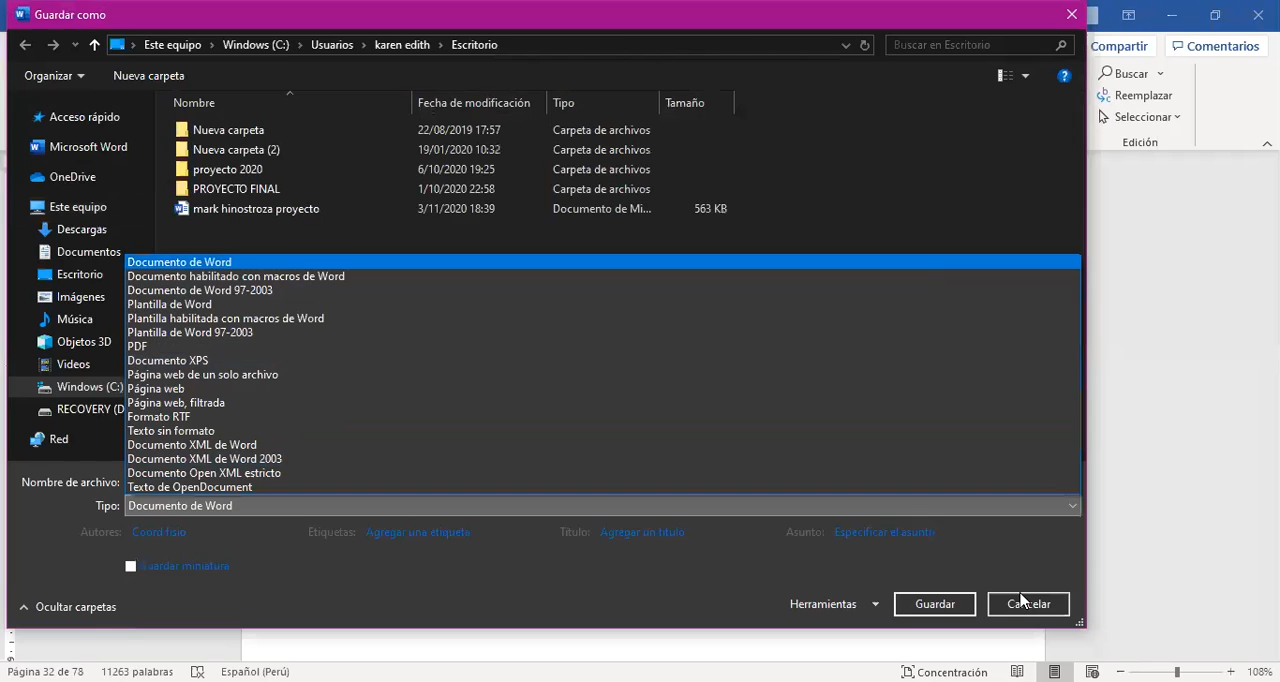 Guardar como
Este equipo > Windows (C:) > Usuarios > karen edith > Escritorio
Buscar en Escritorio
Compartir
Comentarios
Organizar
Nueva carpeta
Buscar
Reemplazar
Seleccionar
Edición
Nombre
Fecha de modificación
Tipo
Tamaño
Nueva carpeta 22/08/2019 17:57 Carpeta de archivos
Nueva carpeta (2) 19/01/2020 10:32 Carpeta de archivos
proyecto 2020 6/10/2020 19:25 Carpeta de archivos
PROYECTO FINAL 1/10/2020 22:58 Carpeta de archivos
mark hinostroza proyecto 3/11/2020 18:39 Documento de Mi... 563 KB
Acceso rápido
Microsoft Word
OneDrive
Este equipo
Descargas
Documentos
Escritorio
Imágenes
Música
Objetos 3D
Videos
Windows (C:)
RECOVERY (D
Red
Documento de Word
Documento habilitado con macros de Word
Documento de Word 97-2003
Plantilla de Word
Plantilla habilitada con macros de Word
Plantilla de Word 97-2003
PDF
Documento XPS
Página web de un solo archivo
Página web
Página web, filtrada
Formato RTF
Texto sin formato
Documento XML de Word
Documento XML de Word 2003
Documento Open XML estricto
Texto de OpenDocument
Nombre de archivo:
Tipo: Documento de Word
Autores: Coord fisio
Etiquetas: Agregar una etiqueta
Título: Agregar un título
Asunto: Especificar el asunto
Guardar miniatura
Ocultar carpetas
Herramientas
Guardar
Cancelar
Página 32 de 78
11263 palabras
Español (Perú)
Concentración
108%